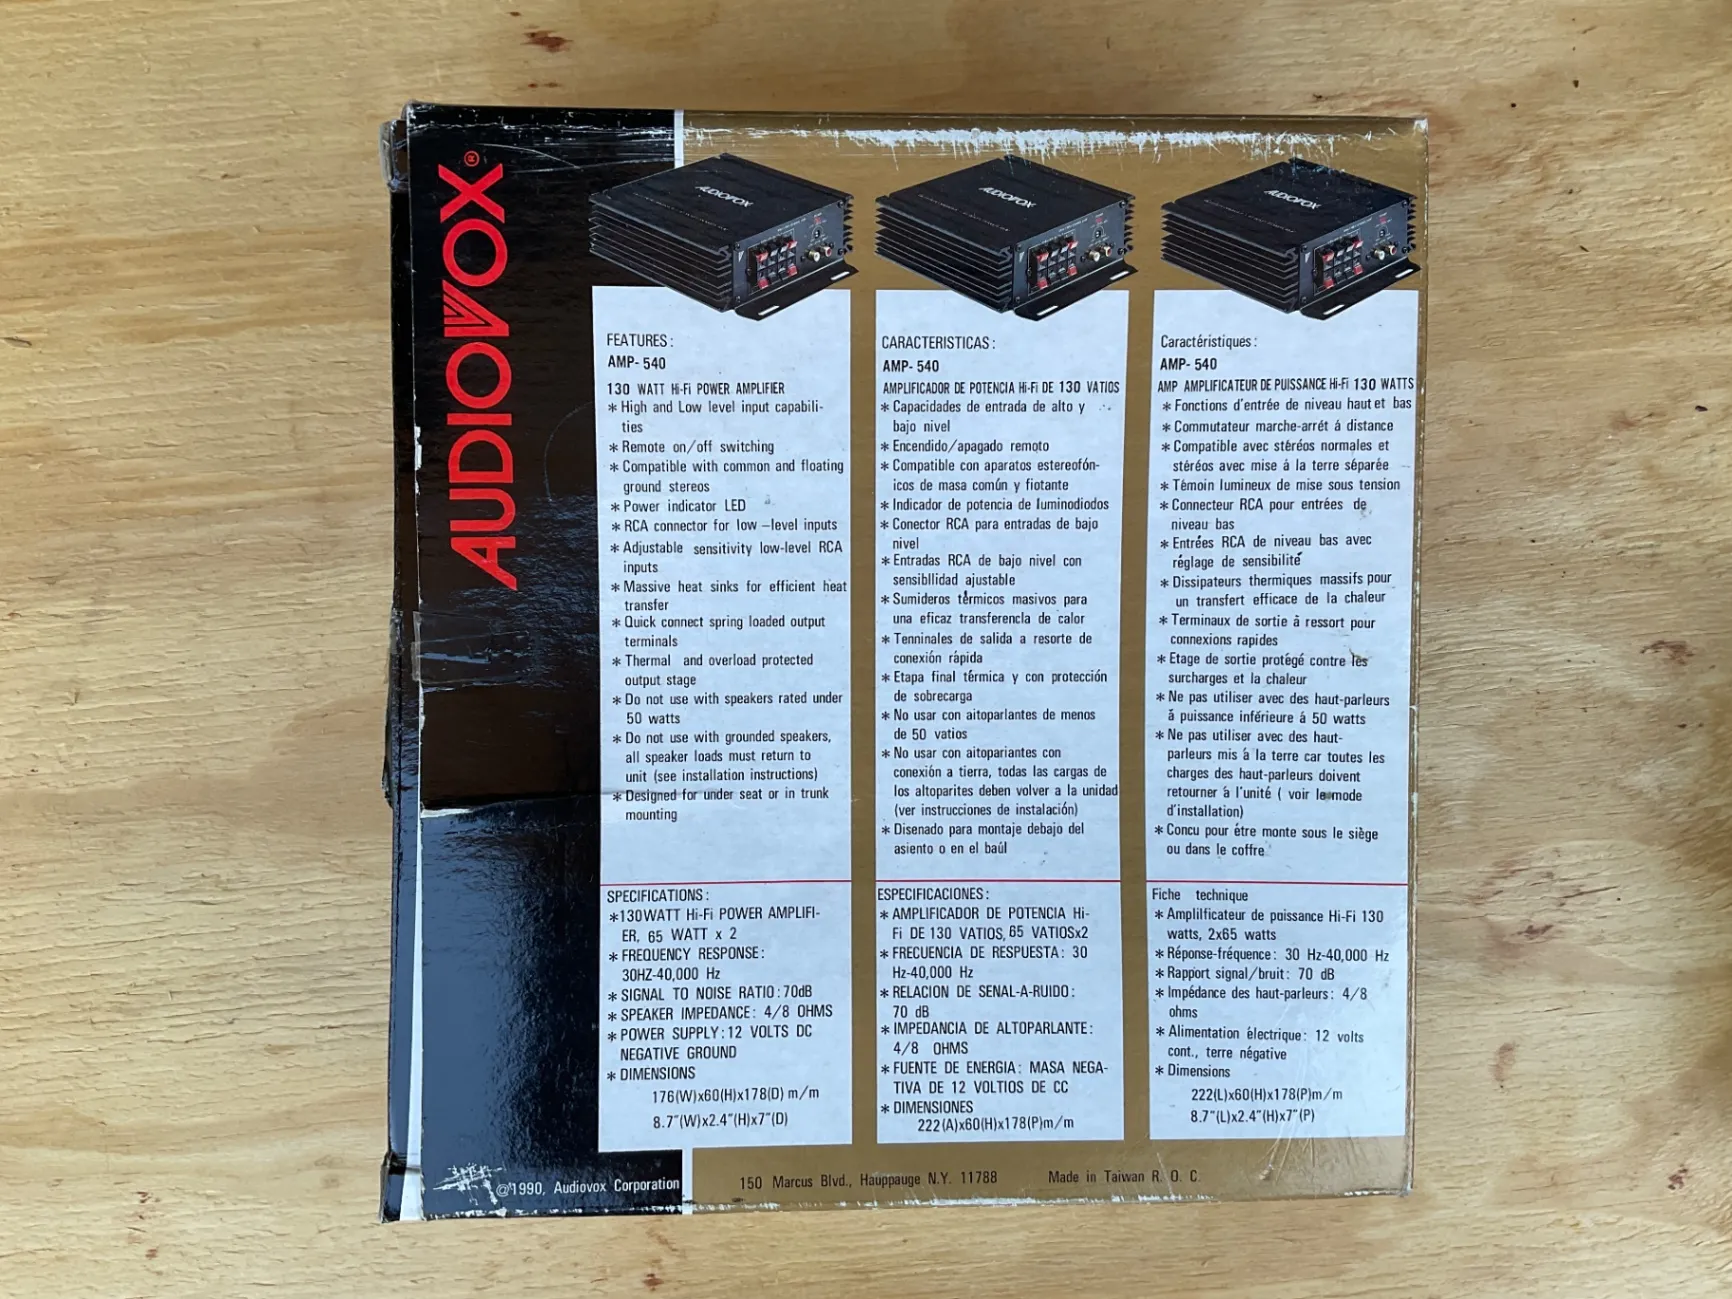 AUDIOVOX®
FEATURES:
AMP-540
130 WATT Hi-Fi POWER AMPLIFIER
* High and Low level input capabili-
ties
* Remote on/off switching
* Compatible with common and floating
ground stereos
* Power indicator LED
* RCA connector for low –level inputs
* Adjustable sensitivity low-level RCA
inputs
* Massive heat sinks for efficient heat
transfer
* Quick connect spring loaded output
terminals
* Thermal and overload protected
output stage
* Do not use with speakers rated under
50 watts
* Do not use with grounded speakers,
all speaker loads must return to
unit (see installation instructions)
* Designed for under seat or in trunk
mounting
SPECIFICATIONS:
*130WATT Hi-Fi POWER AMPLIFI-
ER, 65 WATT x 2
* FREQUENCY RESPONSE:
30HZ-40,000 Hz
* SIGNAL TO NOISE RATIO:70dB
* SPEAKER IMPEDANCE: 4/8 OHMS
* POWER SUPPLY:12 VOLTS DC
NEGATIVE GROUND
* DIMENSIONS
176(W)x60(H)x178(D) m/m
8.7"(W)x2.4"(H)x7"(D)
CARACTERISTICAS:
AMP-540
AMPLIFICADOR DE POTENCIA Hi-Fi DE 130 VATIOS
* Capacidades de entrada de alto y
bajo nivel
* Encendido/apagado remoto
* Compatible con aparatos estereofón-
icos de masa común y fiotante
* Indicador de potencia de luminodiodos
* Conector RCA para entradas de bajo
nivel
* Entradas RCA de bajo nivel con
sensibllidad ajustable
* Sumideros térmicos masivos para
una eficaz transferencla de calor
* Tenninales de salida a resorte de
conexión rápida
* Etapa final térmica y con protección
de sobrecarga
* No usar con aitoparlantes de menos
de 50 vatios
* No usar con aitopariantes con
conexión a tierra, todas las cargas de
los altoparites deben volver a la unidad
(ver instrucciones de instalación)
* Disenado para montaje debajo del
asiento o en el baúl
ESPECIFICACIONES:
* AMPLIFICADOR DE POTENCIA Hi-
Fi DE 130 VATIOS, 65 VATIOSx2
* FRECUENCIA DE RESPUESTA: 30
Hz-40,000 Hz
* RELACION DE SENAL-A-RUIDO:
70 dB
* IMPEDANCIA DE ALTOPARLANTE:
4/8 OHMS
* FUENTE DE ENERGIA: MASA NEGA-
TIVA DE 12 VOLTIOS DE CC
* DIMENSIONES
222(A)x60(H)x178(P)m/m
Caractéristiques:
AMP-540
AMP AMPLIFICATEUR DE PUISSANCE Hi-Fi 130 WATTS
* Fonctions d'entrée de niveau haut et bas
* Commutateur marche-arrét á distance
* Compatible avec stéréos normales et
stéréos avec mise á la terre séparée
* Témoin lumineux de mise sous tension
* Connecteur RCA pour entrées de
niveau bas
* Entrées RCA de niveau bas avec
réglage de sensibilité
* Dissipateurs thermiques massifs pour
un transfert efficace de la chaleur
* Terminaux de sortie à ressort pour
connexions rapides
* Etage de sortie protégé contre les
surcharges et la chaleur
* Ne pas utiliser avec des haut-parleurs
á puissance inférieure á 50 watts
* Ne pas utiliser avec des haut-
parleurs mis á la terre car toutes les
charges des haut-parleurs doivent
retourner à l'unité ( voir le mode
d'installation)
* Concu pour étre monte sous le siège
ou dans le coffre
Fiche technique
* Amplilficateur de puissance Hi-Fi 130
watts, 2x65 watts
* Réponse-fréquence: 30 Hz-40,000 Hz
* Rapport signal/bruit: 70 dB
* Impédance des haut-parleurs: 4/8
ohms
* Alimentation électrique: 12 volts
cont., terre négative
* Dimensions
222(L)x60(H)x178(P)m/m
8.7"(L)x2.4"(H)x7"(P)
@1990, Audiovox Corporation
150 Marcus Blvd., Hauppauge N.Y. 11788
Made in Taiwan R. O. C.
AUDIOVOX
AUDIOVOX
AUDIOVOX